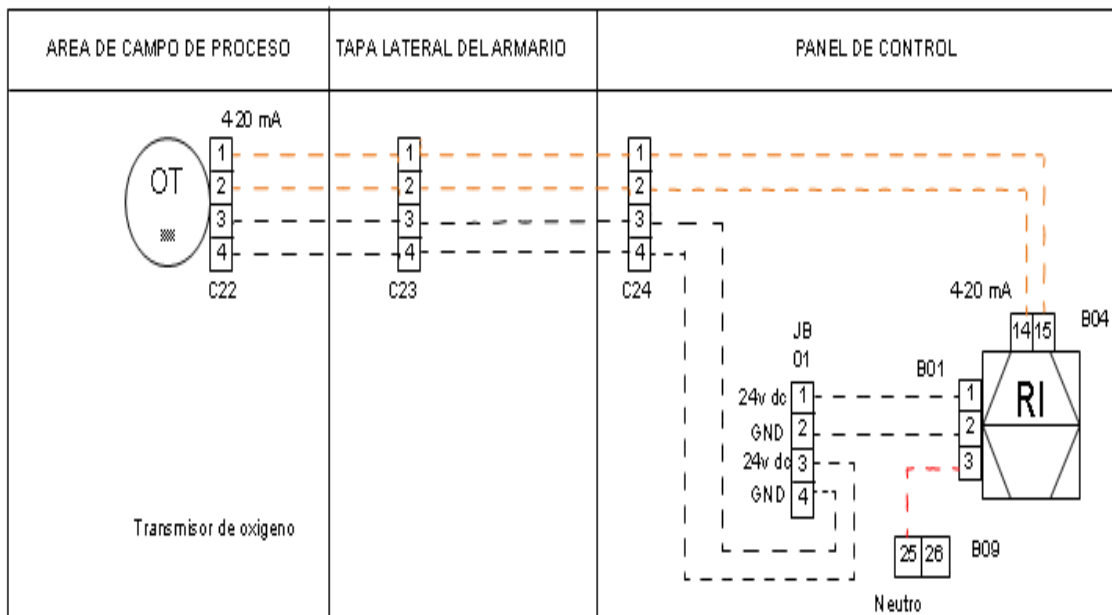 AREA DE CAMPO DE PROCESO
TAPA LATERAL DEL ARMARIO
PANEL DE CONTROL
4-20 mA
OT
1
2
3
4
C22
1
2
3
4
C23
1
2
3
4
C24
4-20 mA
14 15
B04
JB
01
B01
24v dc 1
GND 2
24v dc 3
GND 4
1
2
3
RI
25 26
B09
Neutro
Transmisor de oxigeno